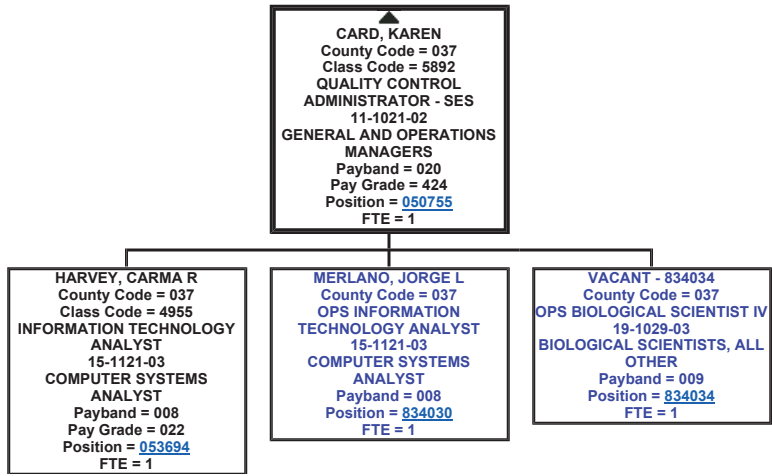 CARD, KAREN
County Code = 037
Class Code = 5892
QUALITY CONTROL
ADMINISTRATOR - SES
11-1021-02
GENERAL AND OPERATIONS
MANAGERS
Payband = 020
Pay Grade = 424
Position = 050755
FTE = 1
HARVEY, CARMA R
County Code = 037
Class Code = 4955
INFORMATION TECHNOLOGY
ANALYST
15-1121-03
COMPUTER SYSTEMS
ANALYST
Payband = 008
Pay Grade = 022
Position = 053694
FTE = 1
MERLANO, JORGE L
County Code = 037
OPS INFORMATION
TECHNOLOGY ANALYST
15-1121-03
COMPUTER SYSTEMS
ANALYST
Payband = 008
Position = 834030
FTE = 1
VACANT - 834034
County Code = 037
OPS BIOLOGICAL SCIENTIST IV
19-1029-03
BIOLOGICAL SCIENTISTS, ALL
OTHER
Payband = 009
Position = 834034
FTE = 1